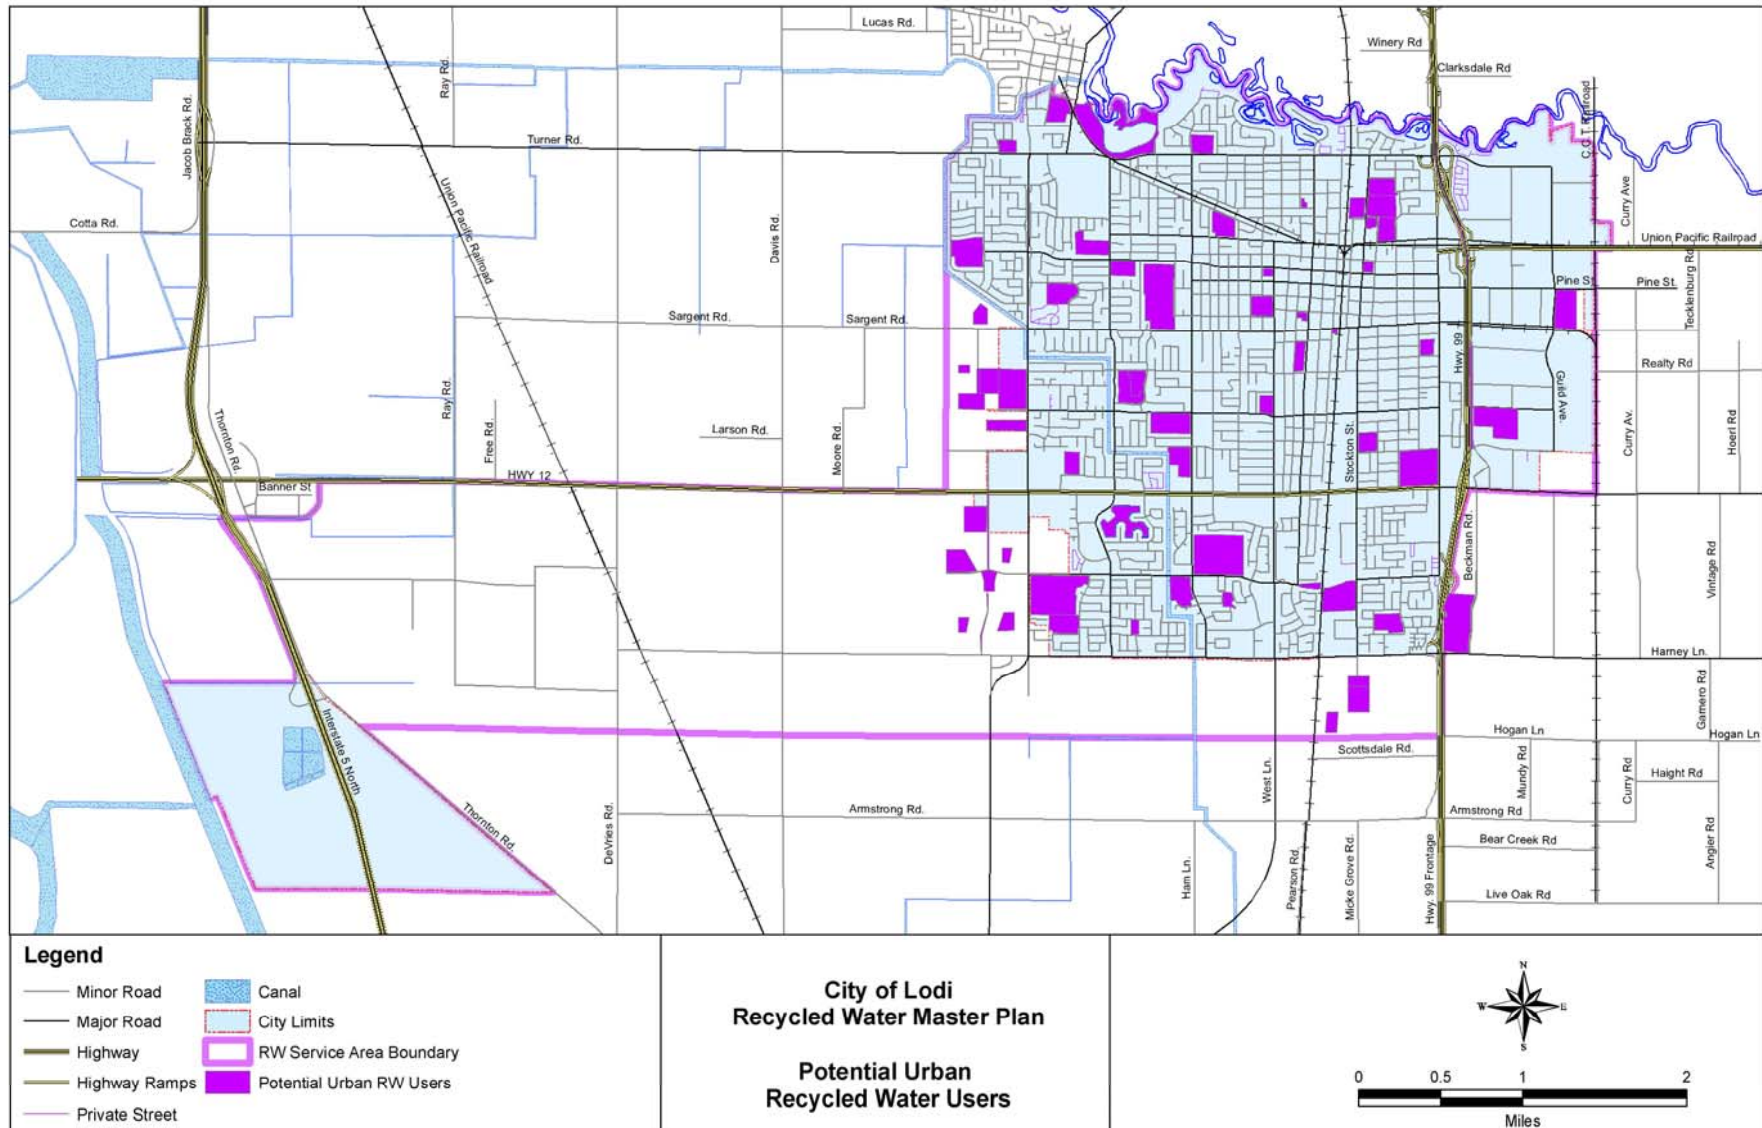 Lucas Rd.
Winery Rd
Clarksdale Rd
Ray Rd.
Jacob Brack Rd.
C.C.T. Railroad
Turner Rd.
Union Pacific Railroad
Davis Rd.
Curry Ave
Cotta Rd.
Union Pacific Railroad
Pine St.
Pine St.
Tecklenburg Rd
Sargent Rd.
Sargent Rd.
Hwy. 99
Realty Rd
Ray Rd.
Guild Ave.
Thornton Rd.
Free Rd.
Larson Rd.
Moore Rd.
Stockton St.
Curry Av.
Hoerl Rd
HWY 12
Banner St
Beckman Rd.
Vintage Rd
Harney Ln.
Interstate 5 North
Gamero Rd
Hogan Ln
Hogan Ln
Scottsdale Rd.
West Ln.
Mundy Rd
Curry Rd
Haight Rd
Thornton Rd.
DeVries Rd.
Armstrong Rd.
Armstrong Rd
Bear Creek Rd
Angier Rd
Ham Ln.
Pearson Rd.
Micke Grove Rd.
Hwy. 99 Frontage
Live Oak Rd
Legend
Minor Road
Major Road
Highway
Highway Ramps
Private Street
Canal
City Limits
RW Service Area Boundary
Potential Urban RW Users
City of Lodi
Recycled Water Master Plan
Potential Urban
Recycled Water Users
N
W
E
S
0 0.5 1 2
Miles